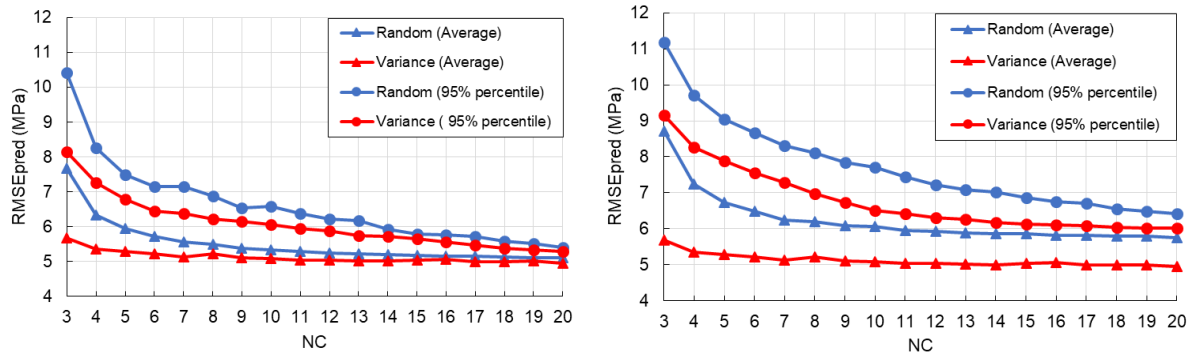 12
11
10
9
8
7
6
5
4
RMSEpred (MPa)
Random (Average)
Variance (Average)
Random (95% percentile)
Variance ( 95% percentile)
3 4 5 6 7 8 9 10 11 12 13 14 15 16 17 18 19 20
NC
12
11
10
9
8
7
6
5
4
RMSEpred (MPa)
Random (Average)
Variance (Average)
Random (95% percentile)
Variance (95% percentile)
3 4 5 6 7 8 9 10 11 12 13 14 15 16 17 18 19 20
NC